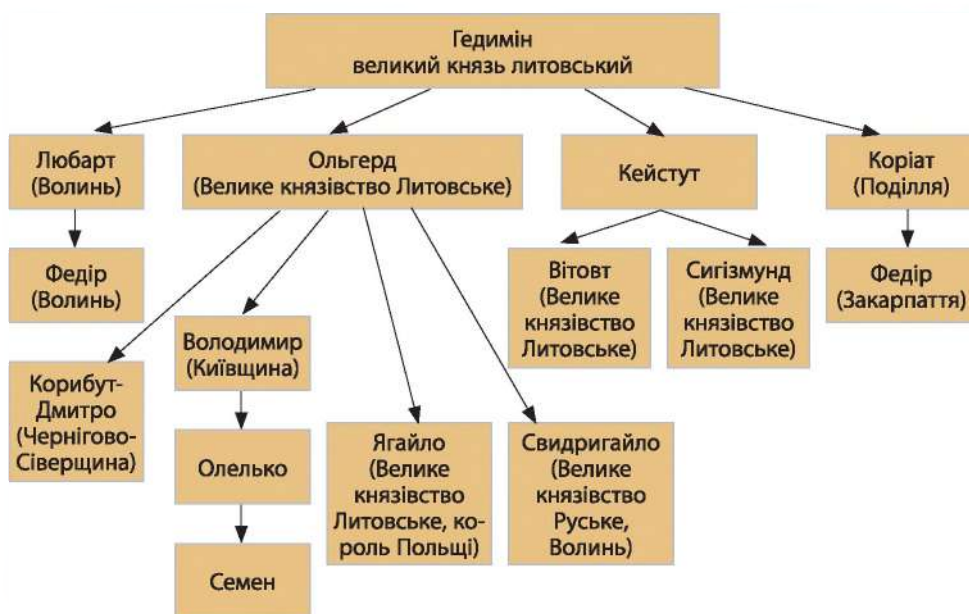 Гедимін
великий князь литовський
Любарт
(Волинь)
Ольгерд
(Велике князівство Литовське)
Кейстут
Коріат
(Поділля)
Федір
(Волинь)
Вітовт
(Велике
князівство
Литовське)
Сигізмунд
(Велике
князівство
Литовське)
Федір
(Закарпаття)
Корибут-
Дмитро
(Чернігово-
Сіверщина)
Володимир
(Київщина)
Олелько
Семен
Ягайло
(Велике
князівство
Литовське, ко-
роль Польщі)
Свидригайло
(Велике
князівство
Руське,
Волинь)